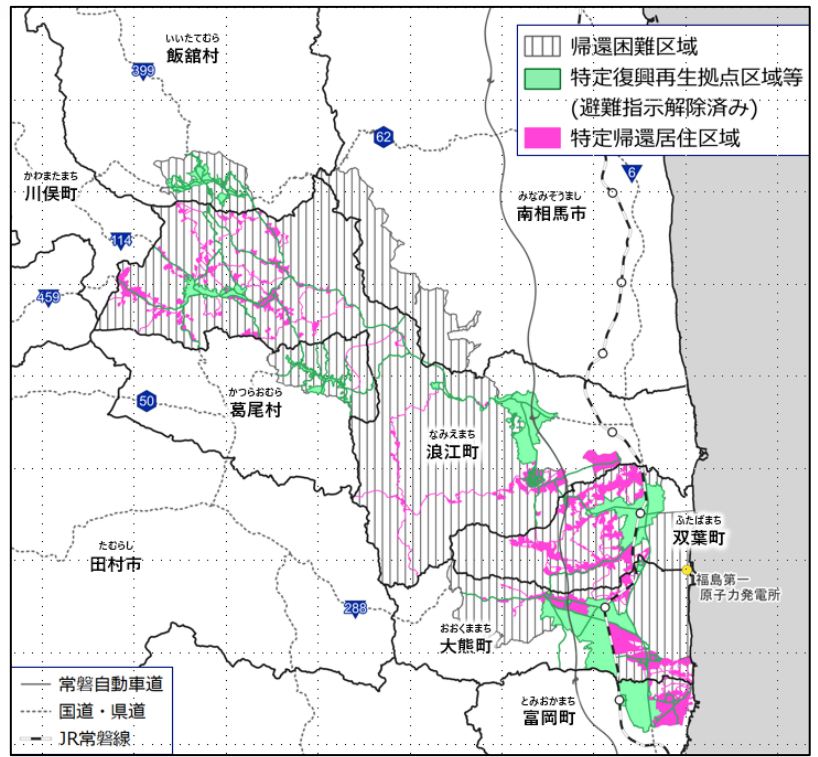 帰還困難区域
特定復興再生拠点区域等
(避難指示解除済み)
特定帰還居住区域
いいたてむら
飯舘村
399
62
6
かわまたまち
川俣町
みなみそうまし
南相馬市
114
459
50
かつらおむら
葛尾村
なみえまち
浪江町
ふたばまち
双葉町
たむらし
田村市
福島第一
原子力発電所
288
おおくままち
大熊町
とみおかまち
富岡町
常磐自動車道
国道・県道
JR常磐線